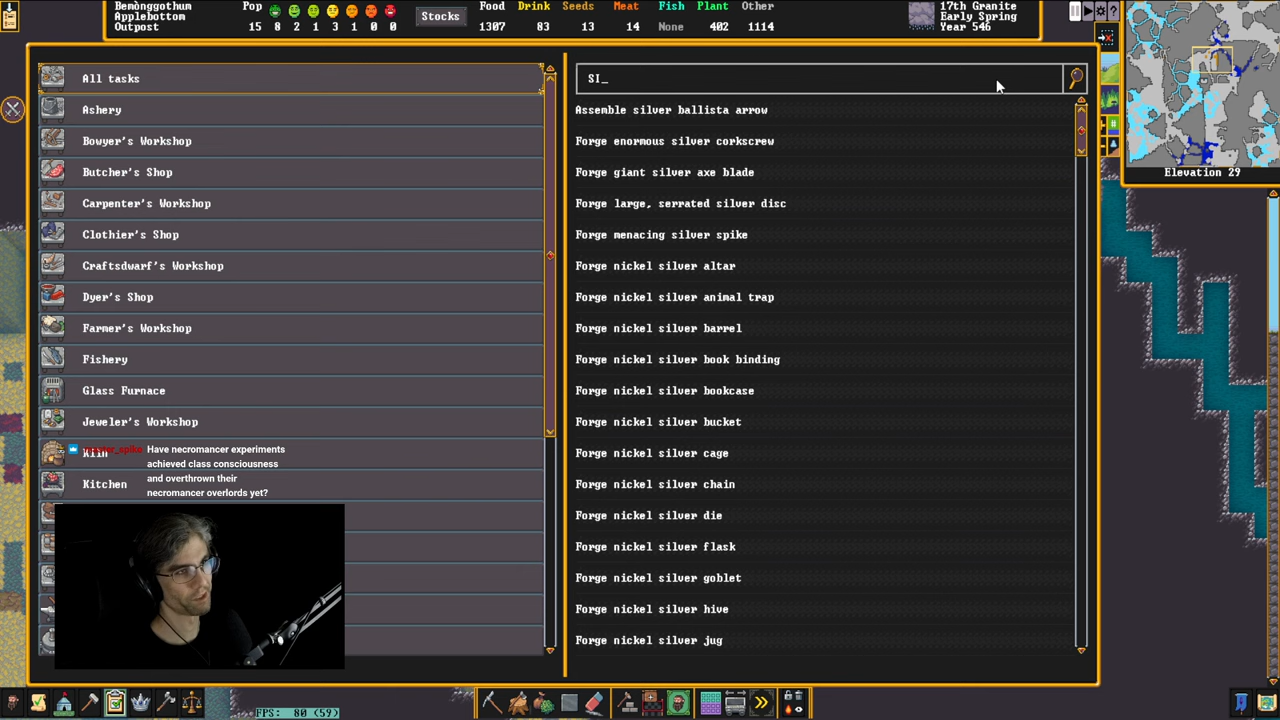 Bemönggothum
Applebottom
Outpost
Pop
15 0 2 1 3 1 0 0
Stocks
Food Drink Seeds Meat Fish Plant Other
1307 83 27 14 None 402 1114
17th Granite
Early Spring
Year 546
Elevation 29
All tasks
Ashery
Bowyer's Workshop
Butcher's Shop
Carpenter's Workshop
Clothier's Shop
Craftsdwarf's Workshop
Dyer's Shop
Farmer's Workshop
Fishery
Glass Furnace
Jeweler's Workshop
Kiln
Kitchen
master_spike Have necromancer experiments
achieved class consciousness
and overthrown their
necromancer overlords yet?
SI_
Assemble silver ballista arrow
Forge enormous silver corkscrew
Forge giant silver axe blade
Forge large, serrated silver disc
Forge menacing silver spike
Forge nickel silver altar
Forge nickel silver animal trap
Forge nickel silver barrel
Forge nickel silver book binding
Forge nickel silver bookcase
Forge nickel silver bucket
Forge nickel silver cage
Forge nickel silver chain
Forge nickel silver die
Forge nickel silver flask
Forge nickel silver goblet
Forge nickel silver hive
Forge nickel silver jug
FPS: 80 (59)